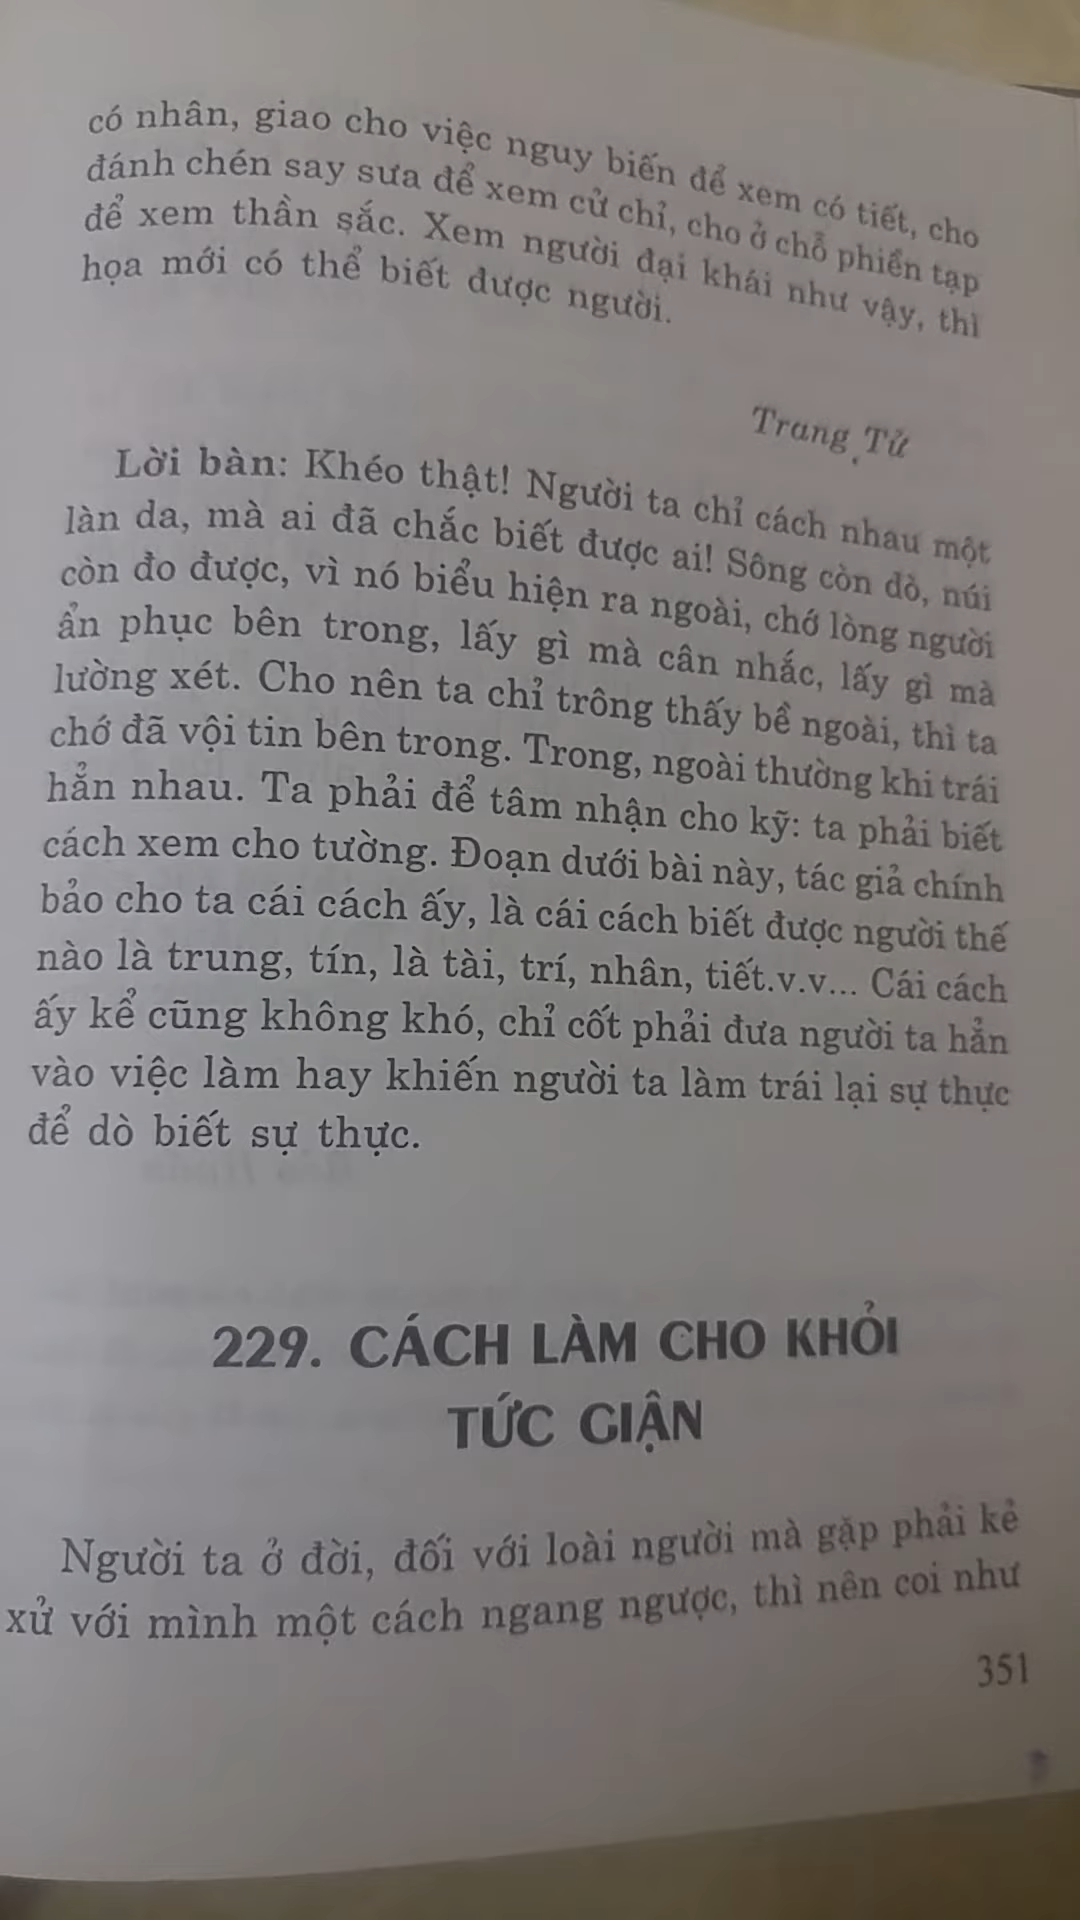 có nhân, giao cho việc nguy biến để xem có tiết, cho
đánh chén say sưa để xem cử chỉ, cho ở chỗ phiền tạp
để xem thần sắc. Xem người đại khái như vậy, thì
họa mới có thể biết được người.
Trang Tử
Lời bàn: Khéo thật! Người ta chỉ cách nhau một
làn da, mà ai đã chắc biết được ai! Sông còn dò, núi
còn đo được, vì nó biểu hiện ra ngoài, chớ lòng người
ẩn phục bên trong, lấy gì mà cân nhắc, lấy gì mà
lường xét. Cho nên ta chỉ trông thấy bề ngoài, thì ta
chớ đã vội tin bên trong. Trong, ngoài thường khi trái
hẳn nhau. Ta phải để tâm nhận cho kỹ: ta phải biết
cách xem cho tường. Đoạn dưới bài này, tác giả chính
bảo cho ta cái cách ấy, là cái cách biết được người thế
nào là trung, tín, là tài, trí, nhân, tiết.v.v... Cái cách
ấy kể cũng không khó, chỉ cốt phải đưa người ta hẳn
vào việc làm hay khiến người ta làm trái lại sự thực
để dò biết sự thực.
229. CÁCH LÀM CHO KHỎI
TỨC GIẬN
Người ta ở đời, đối với loài người mà gặp phải kẻ
xử với mình một cách ngang ngược, thì nên coi như
351